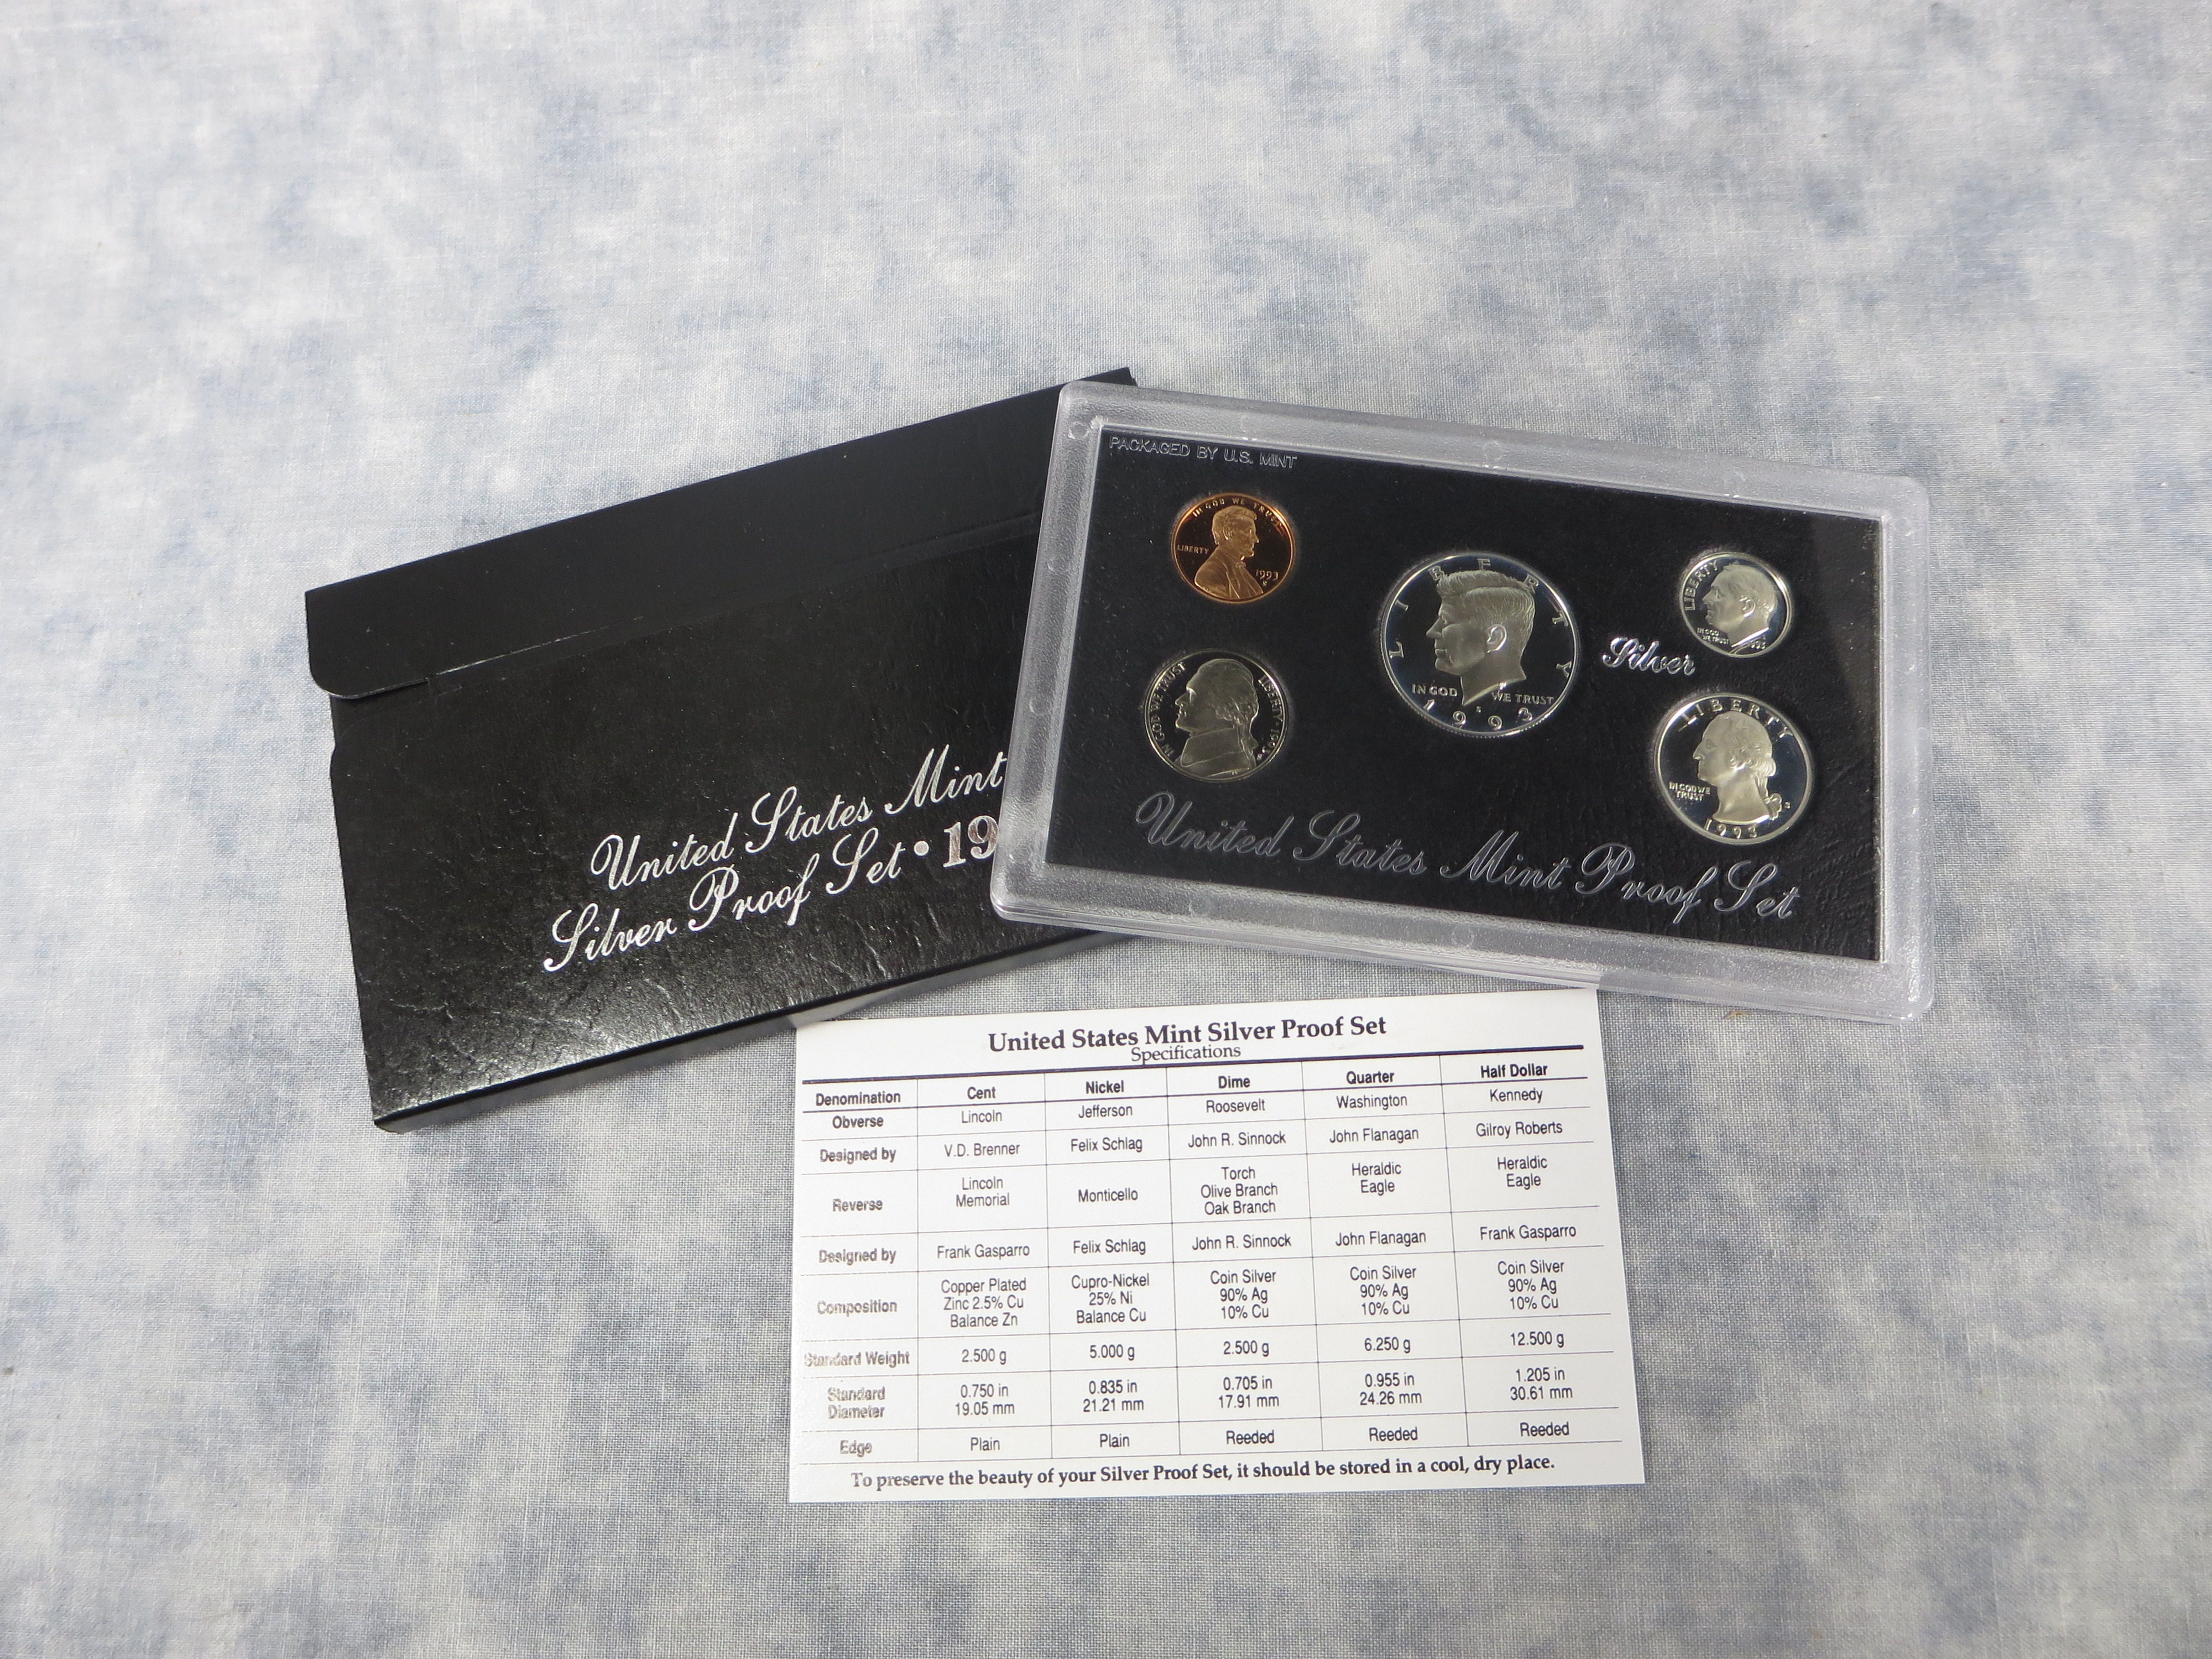 United States Mint
Silver Proof Set • 19
PACKAGED BY U.S. MINT
IN GOD WE TRUST
LIBERTY
1993
S
IN GOD WE TRUST
LIBERTY
LIBERTY
IN GOD WE TRUST
S
1993
Silver
LIBERTY
IN GOD
WE TRUST
LIBERTY
IN GOD WE
TRUST
S
1993
United States Mint Proof Set
United States Mint Silver Proof Set
Specifications
Denomination Cent Nickel Dime Quarter Half Dollar
Obverse Lincoln Jefferson Roosevelt Washington Kennedy
Designed by V.D. Brenner Felix Schlag John R. Sinnock John Flanagan Gilroy Roberts
Reverse Lincoln Memorial Monticello Torch Olive Branch Oak Branch Heraldic Eagle Heraldic Eagle
Designed by Frank Gasparro Felix Schlag John R. Sinnock John Flanagan Frank Gasparro
Composition Copper Plated Zinc 2.5% Cu Balance Zn Cupro-Nickel 25% Ni Balance Cu Coin Silver 90% Ag 10% Cu Coin Silver 90% Ag 10% Cu Coin Silver 90% Ag 10% Cu
Standard Weight 2.500 g 5.000 g 2.500 g 6.250 g 12.500 g
Standard Diameter 0.750 in 19.05 mm 0.835 in 21.21 mm 0.705 in 17.91 mm 0.955 in 24.26 mm 1.205 in 30.61 mm
Edge Plain Plain Reeded Reeded Reeded
To preserve the beauty of your Silver Proof Set, it should be stored in a cool, dry place.